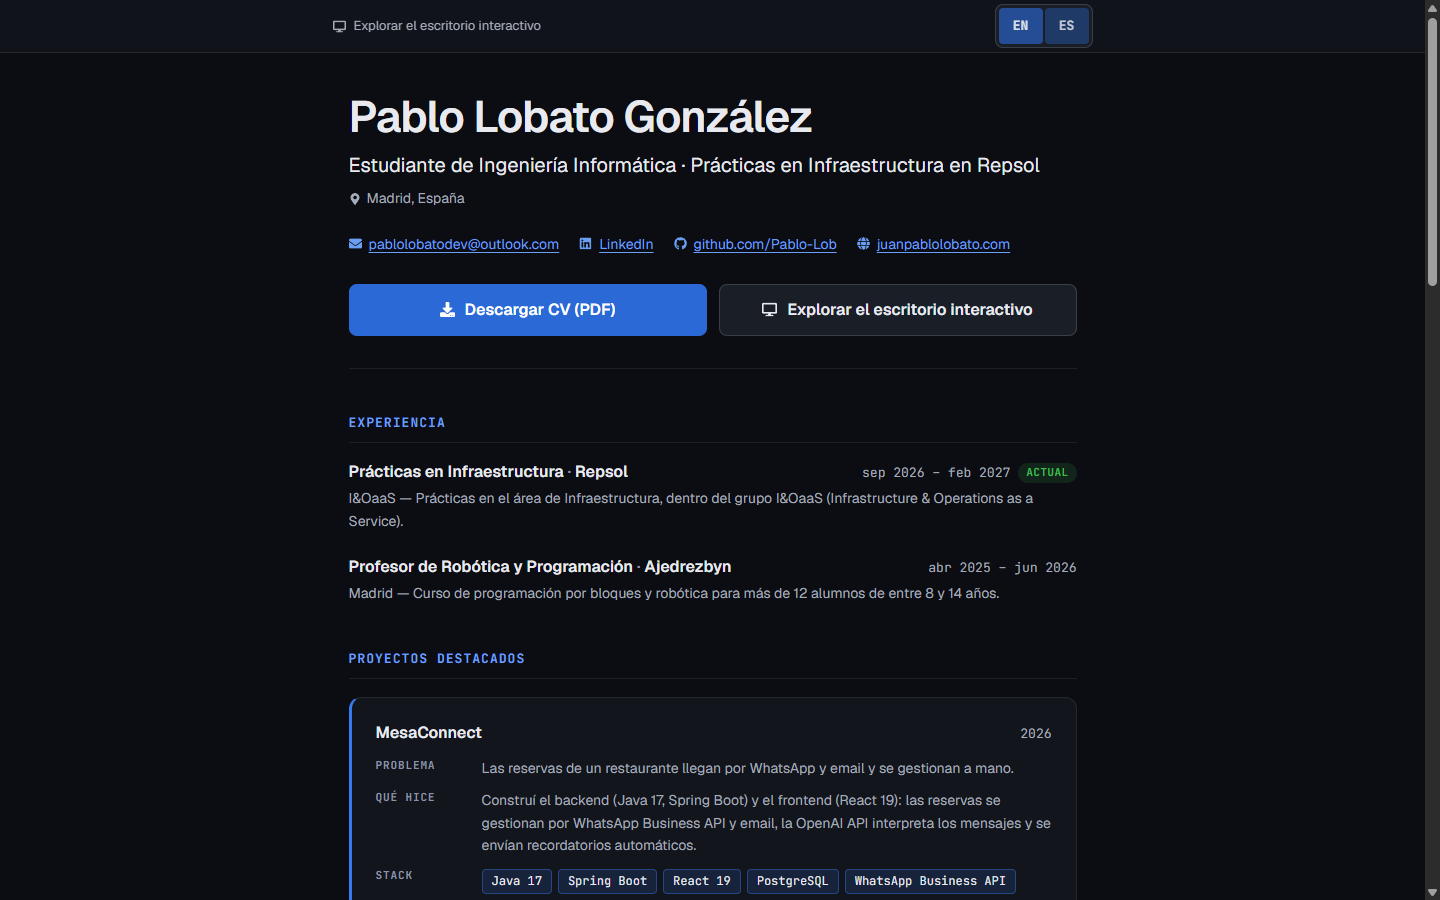 Explorar el escritorio interactivo
EN ES
Pablo Lobato González
Estudiante de Ingeniería Informática · Prácticas en Infraestructura en Repsol
Madrid, España
pablolobatodev@outlook.com LinkedIn github.com/Pablo-Lob juanpablolobato.com
Descargar CV (PDF) Explorar el escritorio interactivo
EXPERIENCIA
Prácticas en Infraestructura · Repsol sep 2026 – feb 2027 ACTUAL
I&OaaS — Prácticas en el área de Infraestructura, dentro del grupo I&OaaS (Infrastructure & Operations as a
Service).
Profesor de Robótica y Programación · Ajedrezbyn abr 2025 – jun 2026
Madrid — Curso de programación por bloques y robótica para más de 12 alumnos de entre 8 y 14 años.
PROYECTOS DESTACADOS
MesaConnect 2026
PROBLEMA Las reservas de un restaurante llegan por WhatsApp y email y se gestionan a mano.
QUÉ HICE Construí el backend (Java 17, Spring Boot) y el frontend (React 19): las reservas se
gestionan por WhatsApp Business API y email, la OpenAI API interpreta los mensajes y se
envían recordatorios automáticos.
STACK Java 17 Spring Boot React 19 PostgreSQL WhatsApp Business API